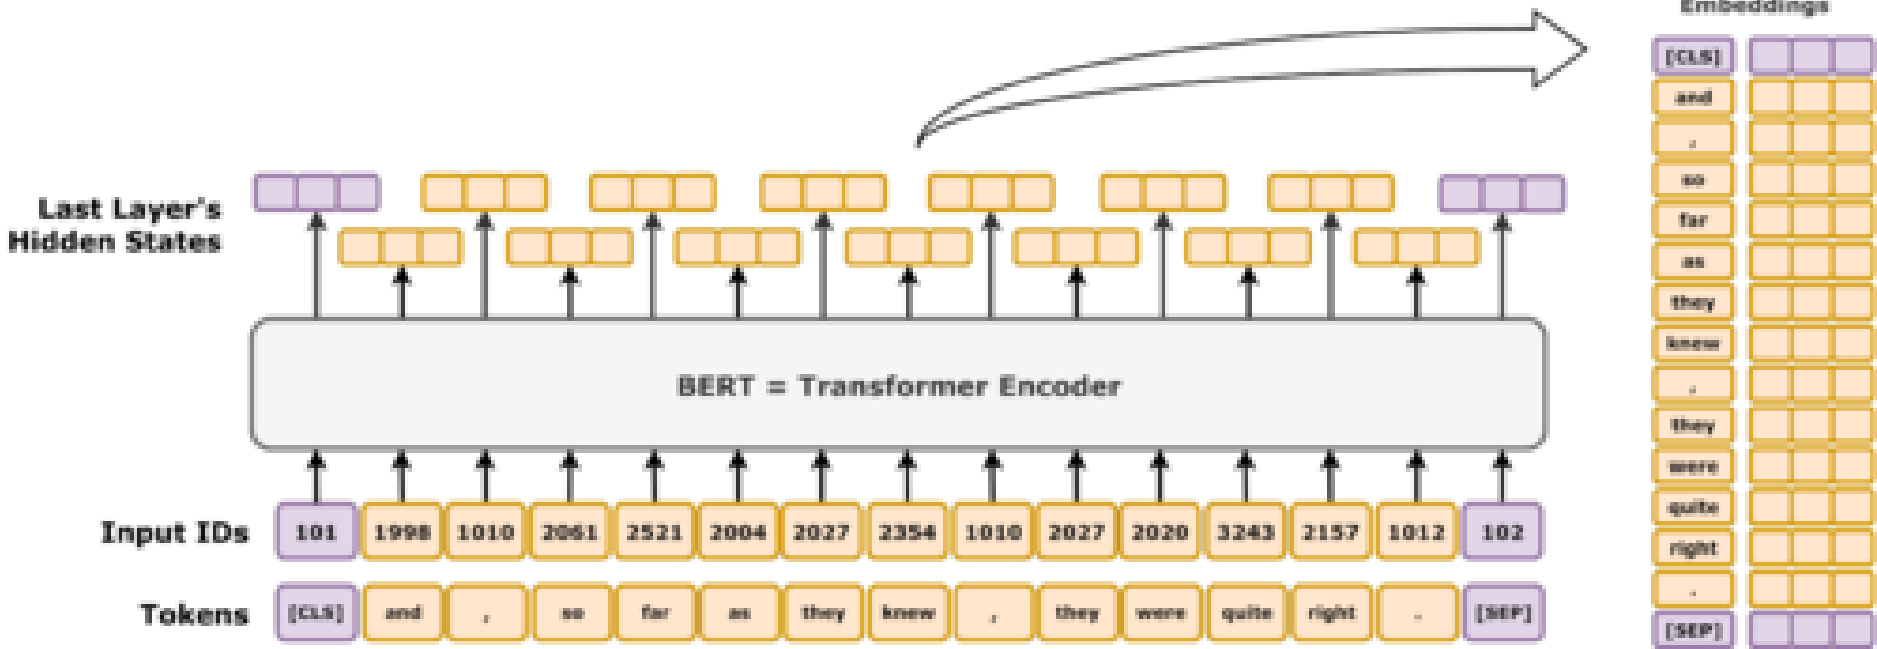 Last Layer's
Hidden States
BERT = Transformer Encoder
Input IDs
101 1998 1010 2061 2521 2004 2027 2354 1010 2027 2020 3243 2157 1012 102
Tokens
[CLS] and , so far as they knew , they were quite right . [SEP]
Embeddings
[CLS]
and
,
so
far
as
they
knew
,
they
were
quite
right
.
[SEP]